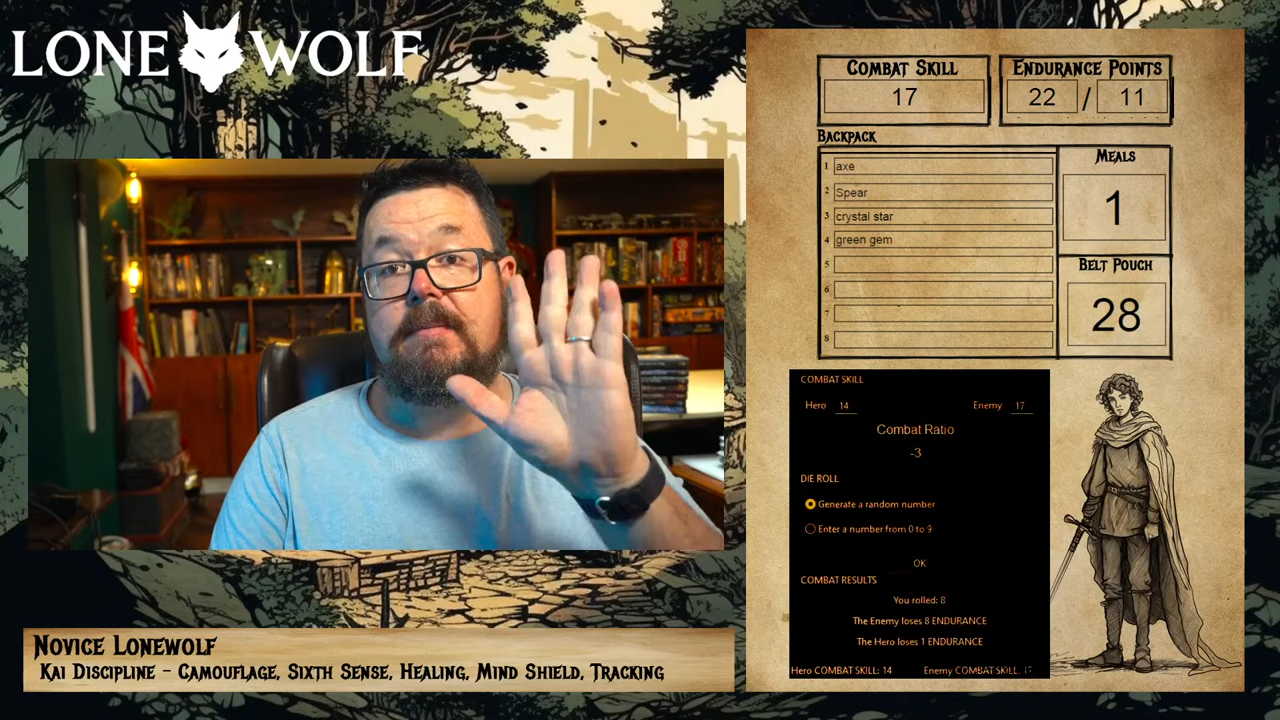 LONE WOLF
COMBAT SKILL
17
ENDURANCE POINTS
22 / 11
BACKPACK
1 axe
2 Spear
3 crystal star
4 green gem
5
6
7
8
MEALS
1
BELT POUCH
28
COMBAT SKILL
Hero 14 Enemy 17
Combat Ratio
-3
DIE ROLL
Generate a random number
Enter a number from 0 to 9
OK
COMBAT RESULTS
You rolled: 8
The Enemy loses 8 ENDURANCE
The Hero loses 1 ENDURANCE
Hero COMBAT SKILL: 14 Enemy COMBAT SKILL: 17
NOVICE LONEWOLF
KAI DISCIPLINE - CAMOUFLAGE, SIXTH SENSE, HEALING, MIND SHIELD, TRACKING